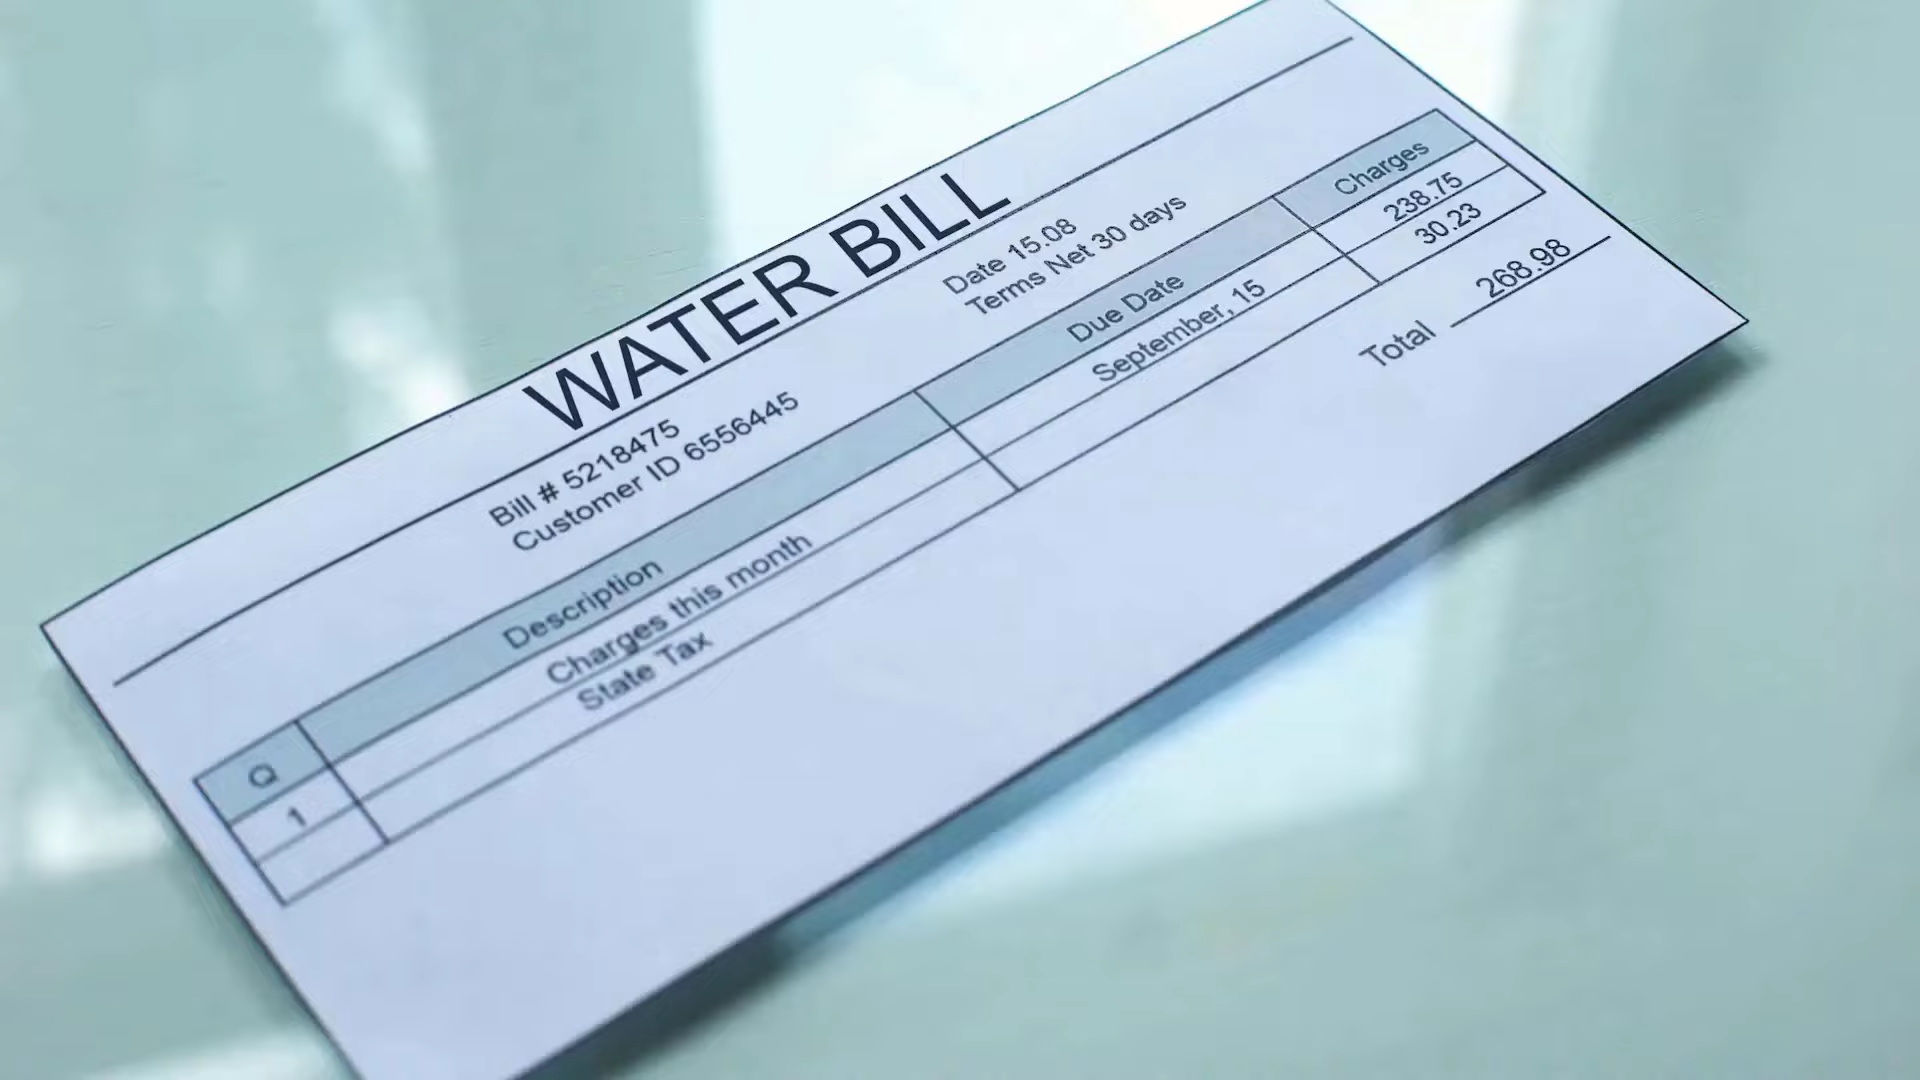 WATER BILL
Bill # 5218475
Customer ID 6556445
Date 15.08
Terms Net 30 days
Q Description Due Date Charges
1 Charges this month September, 15 238.75
State Tax 30.23
Total 268.98